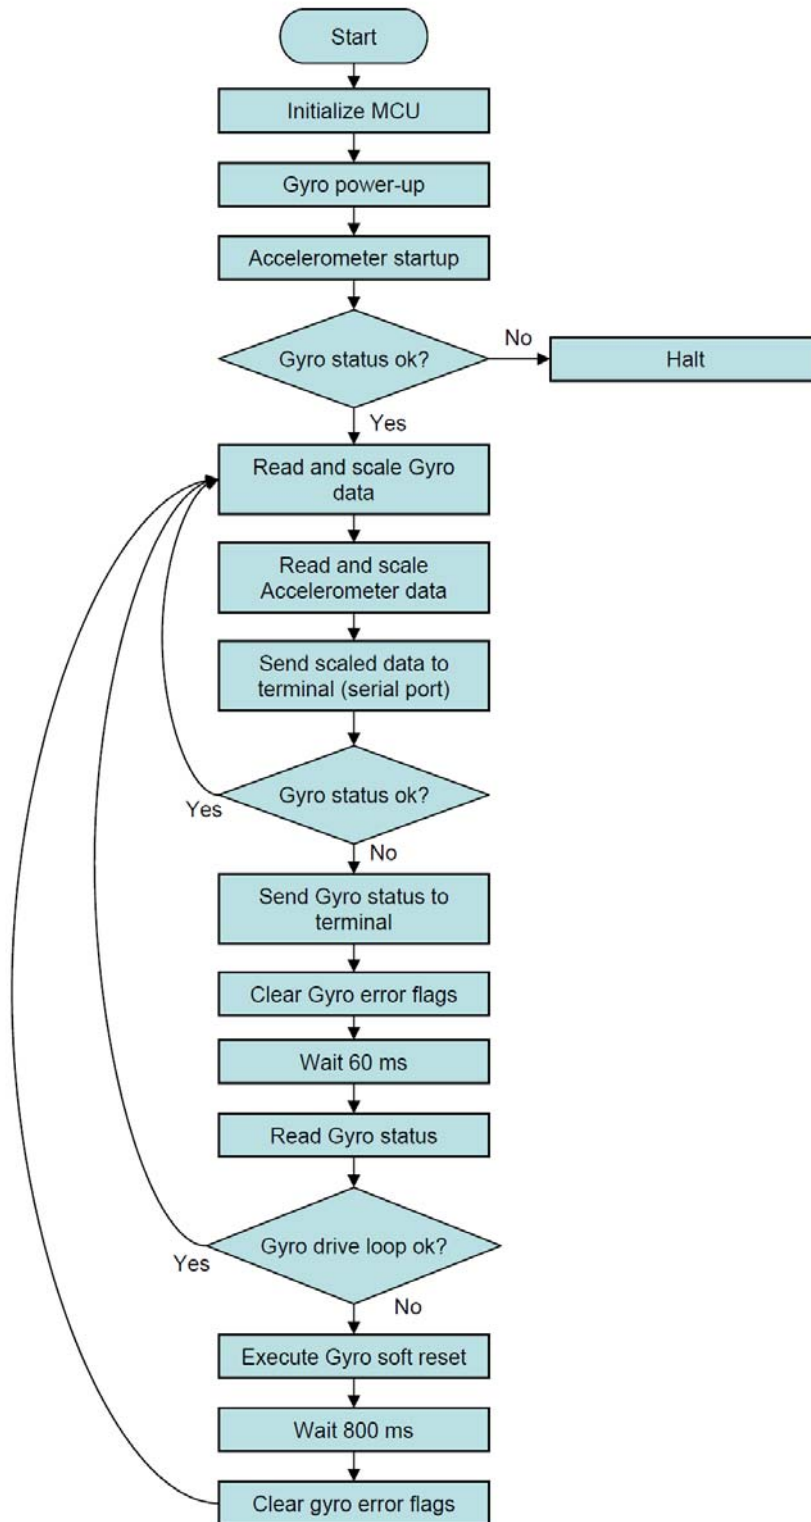 Start
Initialize MCU
Gyro power-up
Accelerometer startup
Gyro status ok?
No
Halt
Yes
Read and scale Gyro
data
Read and scale
Accelerometer data
Send scaled data to
terminal (serial port)
Gyro status ok?
Yes
No
Send Gyro status to
terminal
Clear Gyro error flags
Wait 60 ms
Read Gyro status
Gyro drive loop ok?
Yes
No
Execute Gyro soft reset
Wait 800 ms
Clear gyro error flags